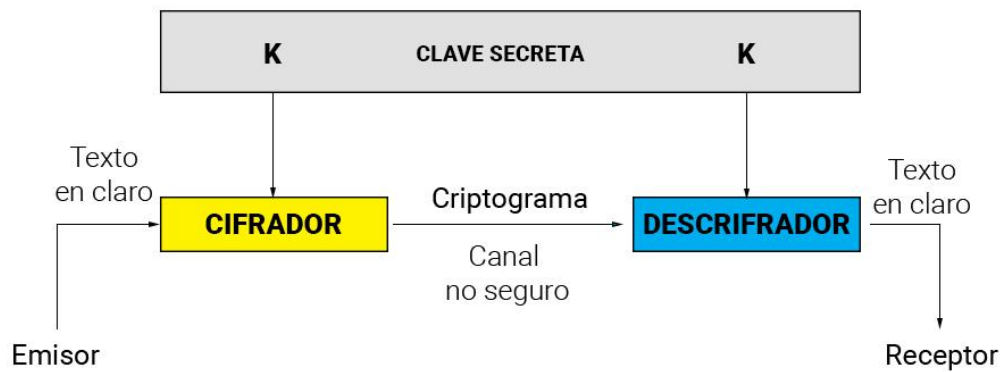 K CLAVE SECRETA K
Texto
en claro
CIFRADOR
Criptograma
Canal
no seguro
DESCRIFRADOR
Texto
en claro
Emisor
Receptor